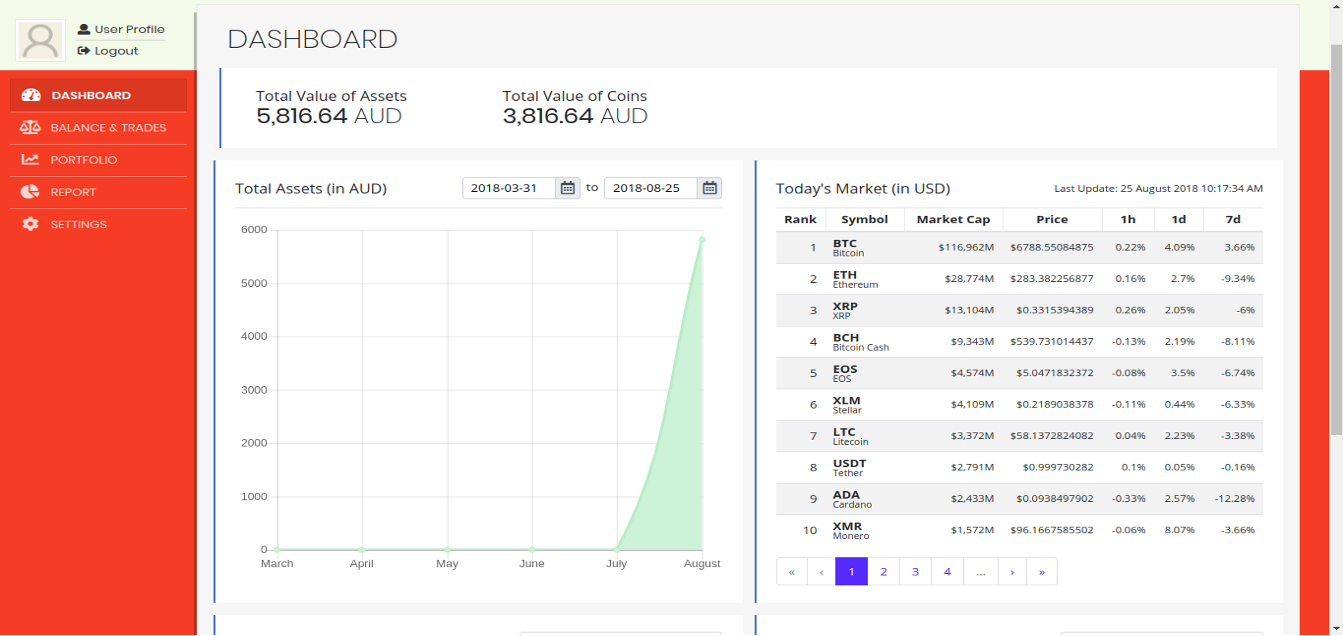 User Profile
Logout
DASHBOARD
BALANCE & TRADES
PORTFOLIO
REPORT
SETTINGS
DASHBOARD
Total Value of Assets
5,816.64 AUD
Total Value of Coins
3,816.64 AUD
Total Assets (in AUD)
2018-03-31 to 2018-08-25
6000
5000
4000
3000
2000
1000
0
March April May June July August
Today's Market (in USD)
Last Update: 25 August 2018 10:17:34 AM
Rank Symbol Market Cap Price 1h 1d 7d
1 BTC $116,962M $6788.55084875 0.22% 4.09% 3.66%
Bitcoin
2 ETH $28,774M $283.382256877 0.16% 2.7% -9.34%
Ethereum
3 XRP $13,104M $0.3315394389 0.26% 2.05% -6%
XRP
4 BCH $9,343M $539.731014437 -0.13% 2.19% -8.11%
Bitcoin Cash
5 EOS $4,574M $5.0471832372 -0.08% 3.5% -6.74%
EOS
6 XLM $4,109M $0.2189038378 -0.11% 0.44% -6.33%
Stellar
7 LTC $3,372M $58.1372824082 0.04% 2.23% -3.38%
Litecoin
8 USDT $2,791M $0.999730282 0.1% 0.05% -0.16%
Tether
9 ADA $2,433M $0.0938497902 -0.33% 2.57% -12.28%
Cardano
10 XMR $1,572M $96.1667585502 -0.06% 8.07% -3.66%
Monero
« ‹ 1 2 3 4 ... › »